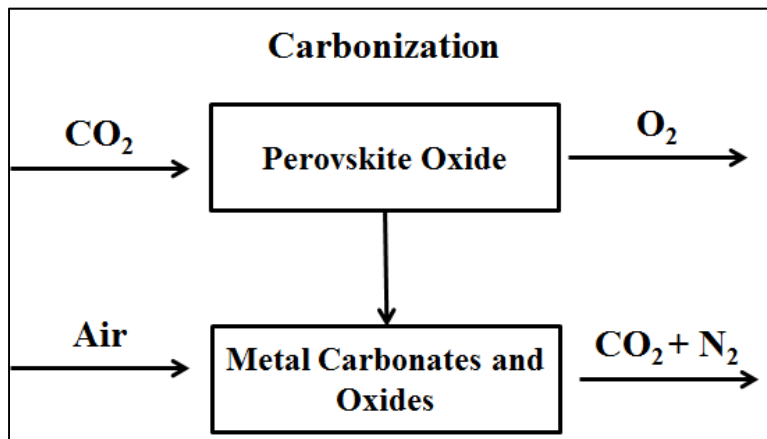 Carbonization
CO₂
Perovskite Oxide
O₂
Air
Metal Carbonates and
Oxides
CO₂ + N₂